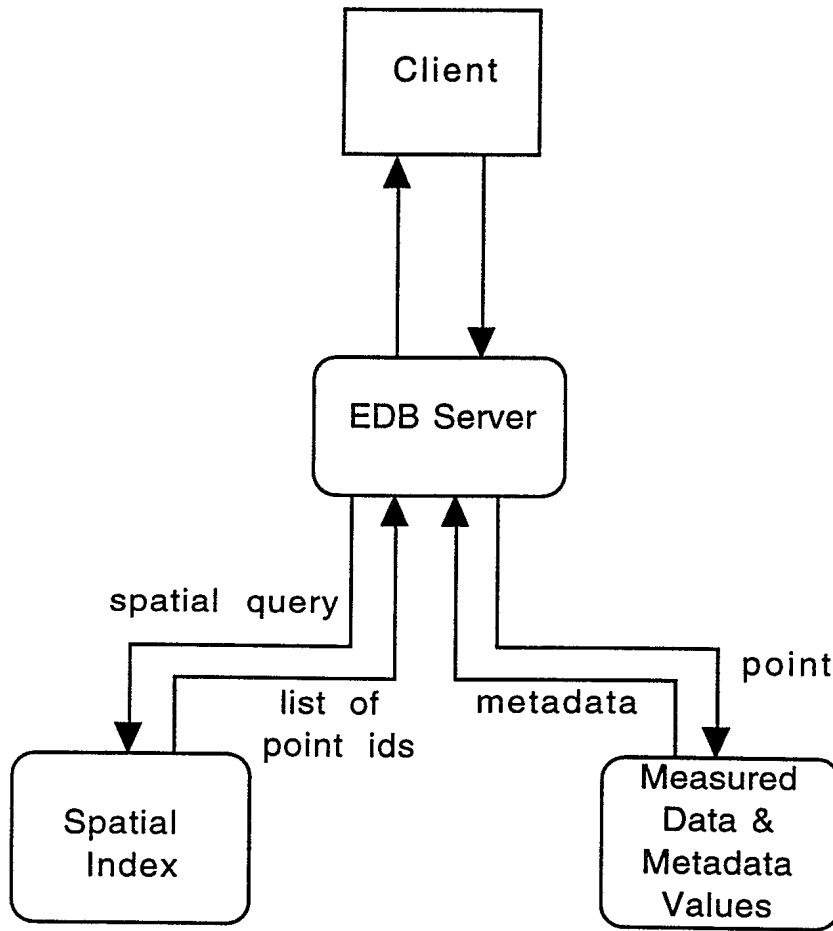 Client
EDB Server
spatial query
point
list of
point ids
metadata
Spatial
Index
Measured
Data &
Metadata
Values